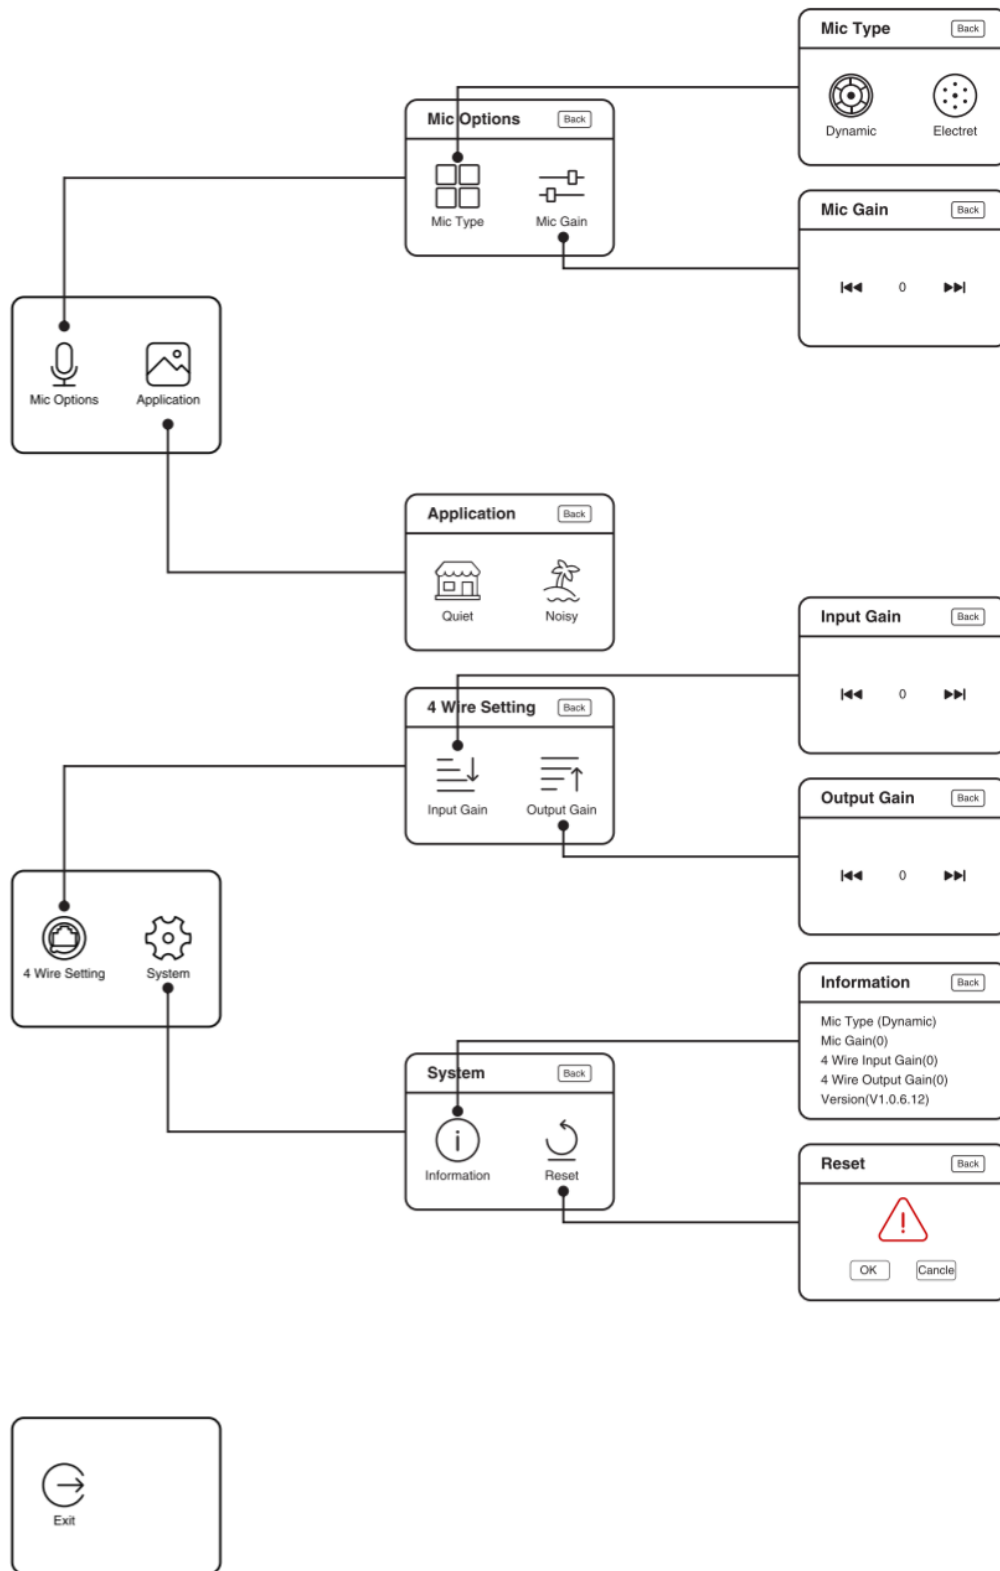 Mic Type Back
Dynamic Electret
Mic Options Back
Mic Type Mic Gain
Mic Gain Back
0
Mic Options Application
Application Back
Quiet Noisy
Input Gain Back
0
4 Wire Setting Back
Input Gain Output Gain
Output Gain Back
0
4 Wire Setting System
Information Back
Mic Type (Dynamic)
Mic Gain(0)
4 Wire Input Gain(0)
4 Wire Output Gain(0)
Version(V1.0.6.12)
System Back
Information Reset
Reset Back
OK Cancle
Exit